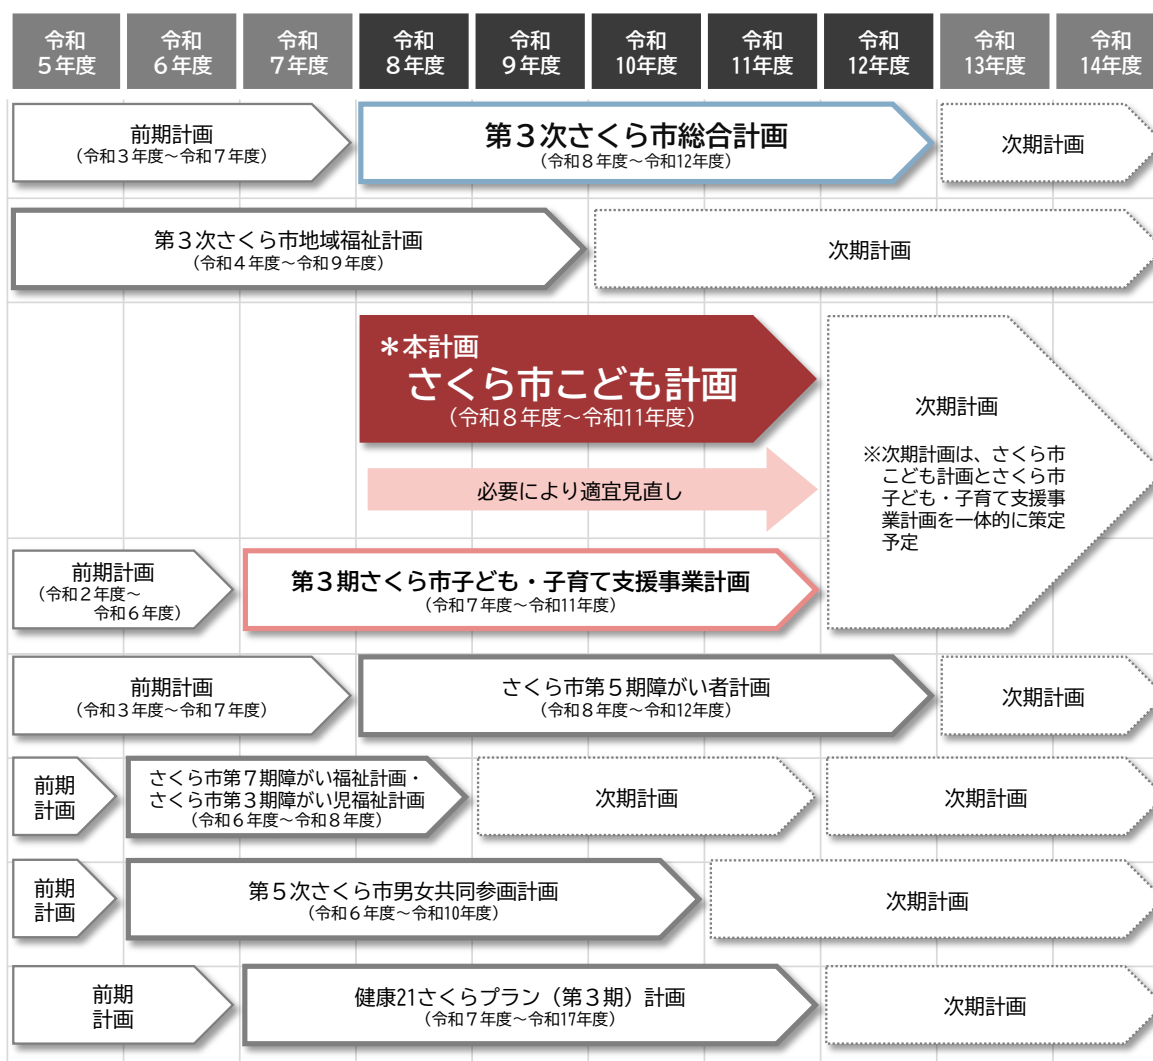 令和
5年度
令和
6年度
令和
7年度
令和
8年度
令和
9年度
令和
10年度
令和
11年度
令和
12年度
令和
13年度
令和
14年度
前期計画
（令和3年度～令和7年度）
第3次さくら市総合計画
（令和8年度～令和12年度）
次期計画
第3次さくら市地域福祉計画
（令和4年度～令和9年度）
次期計画
＊本計画
さくら市こども計画
（令和8年度～令和11年度）
必要により適宜見直し
次期計画
※次期計画は、さくら市
こども計画とさくら市
子ども・子育て支援事
業計画を一体的に策定
予定
前期計画
（令和2年度～
令和6年度）
第3期さくら市子ども・子育て支援事業計画
（令和7年度～令和11年度）
前期計画
（令和3年度～令和7年度）
さくら市第5期障がい者計画
（令和8年度～令和12年度）
次期計画
前期
計画
さくら市第7期障がい福祉計画・
さくら市第3期障がい児福祉計画
（令和6年度～令和8年度）
次期計画
次期計画
前期
計画
第5次さくら市男女共同参画計画
（令和6年度～令和10年度）
次期計画
前期
計画
健康21さくらプラン（第3期）計画
（令和7年度～令和17年度）
次期計画